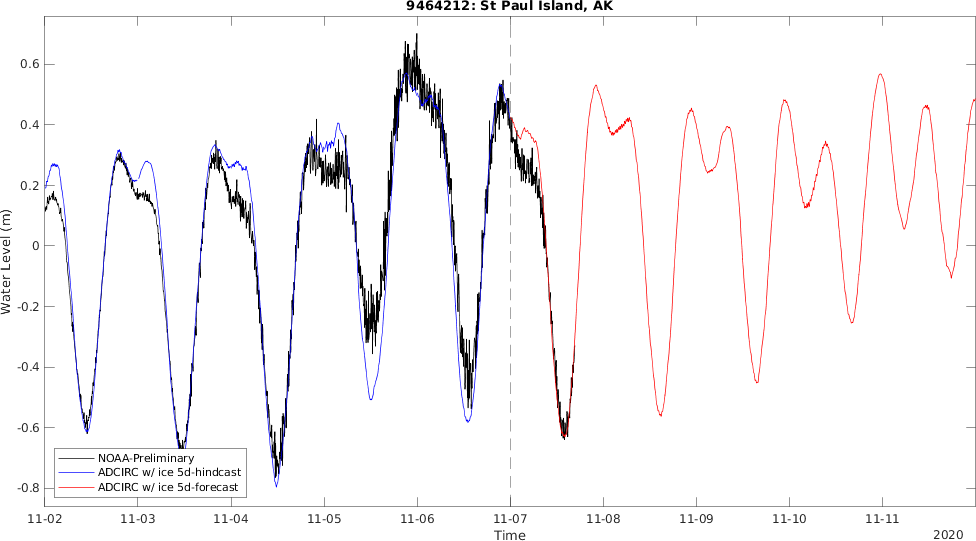 9464212: St Paul Island, AK
0.6
0.4
0.2
0
-0.2
-0.4
-0.6
-0.8
Water Level (m)
NOAA-Preliminary
ADCIRC w/ ice 5d-hindcast
ADCIRC w/ ice 5d-forecast
11-02 11-03 11-04 11-05 11-06 11-07 11-08 11-09 11-10 11-11
Time
2020